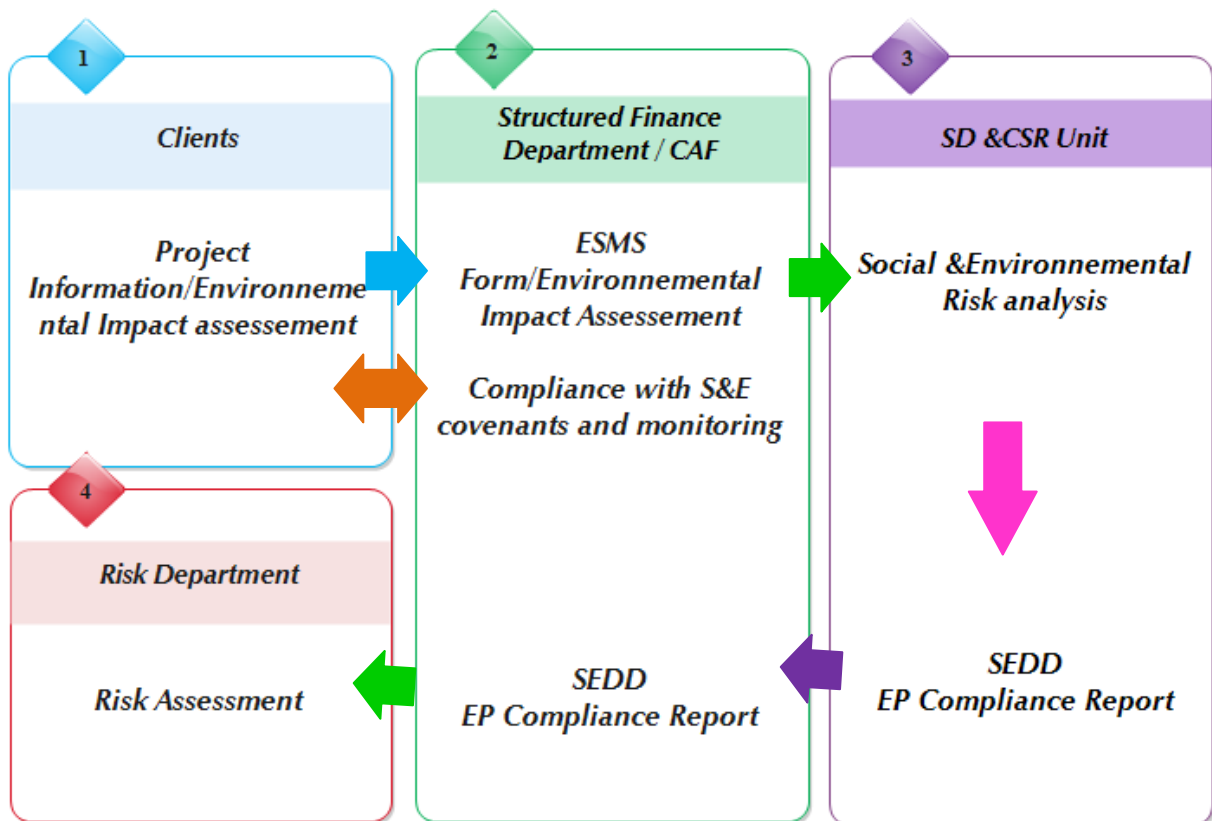 1
Clients
Project
Information/Environneme
ntal Impact assessement
2
Structured Finance
Department / CAF
ESMS
Form/Environnemental
Impact Assessement
Compliance with S&E
covenants and monitoring
SEDD
EP Compliance Report
3
SD &CSR Unit
Social &Environnemental
Risk analysis
SEDD
EP Compliance Report
4
Risk Department
Risk Assessment